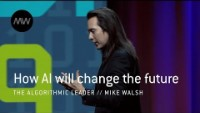 MW
How AI will change the future
THE ALGORITHMIC LEADER // MIKE WALSH